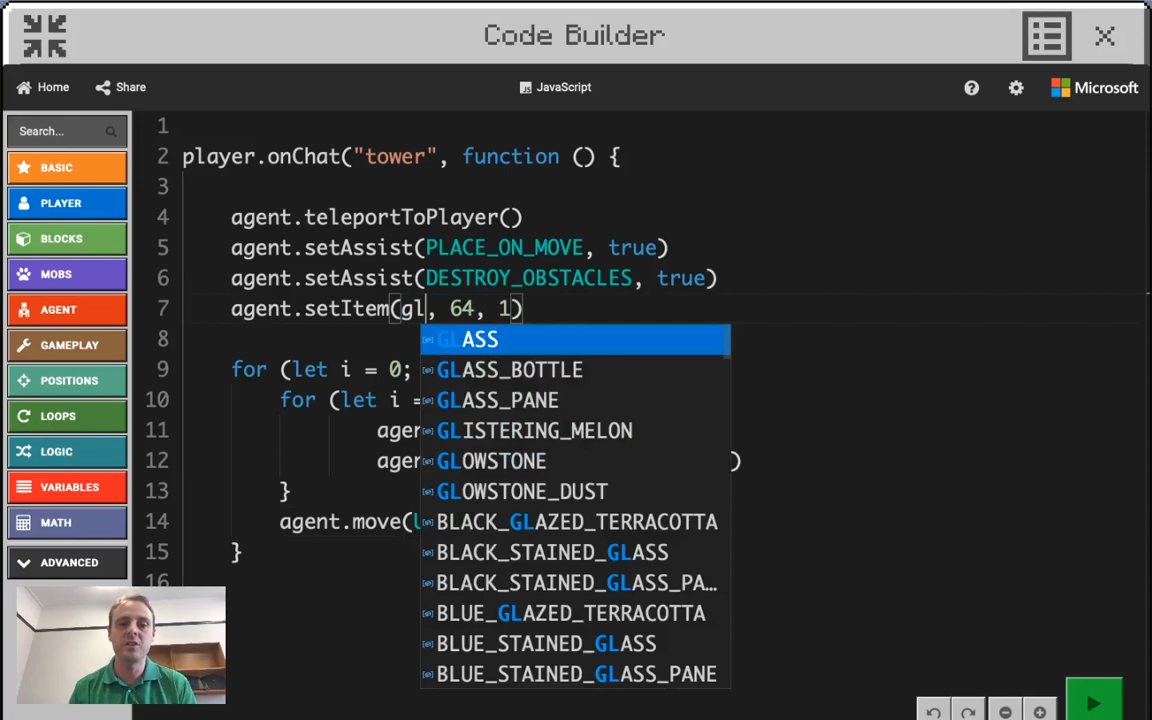 Code Builder
Home Share JavaScript Microsoft
Search...
BASIC
PLAYER
BLOCKS
MOBS
AGENT
GAMEPLAY
POSITIONS
LOOPS
LOGIC
VARIABLES
MATH
ADVANCED
1
2 player.onChat("tower", function () {
3
4 agent.teleportToPlayer()
5 agent.setAssist(PLACE_ON_MOVE, true)
6 agent.setAssist(DESTROY_OBSTACLES, true)
7 agent.setItem(gl, 64, 1)
8
9 for (let i = 0;
10 for (let i =
11 agen
12 agen )
13 }
14 agent.move(
15 }
16
GLASS
GLASS_BOTTLE
GLASS_PANE
GLISTERING_MELON
GLOWSTONE
GLOWSTONE_DUST
BLACK_GLAZED_TERRACOTTA
BLACK_STAINED_GLASS
BLACK_STAINED_GLASS_PA…
BLUE_GLAZED_TERRACOTTA
BLUE_STAINED_GLASS
BLUE_STAINED_GLASS_PANE